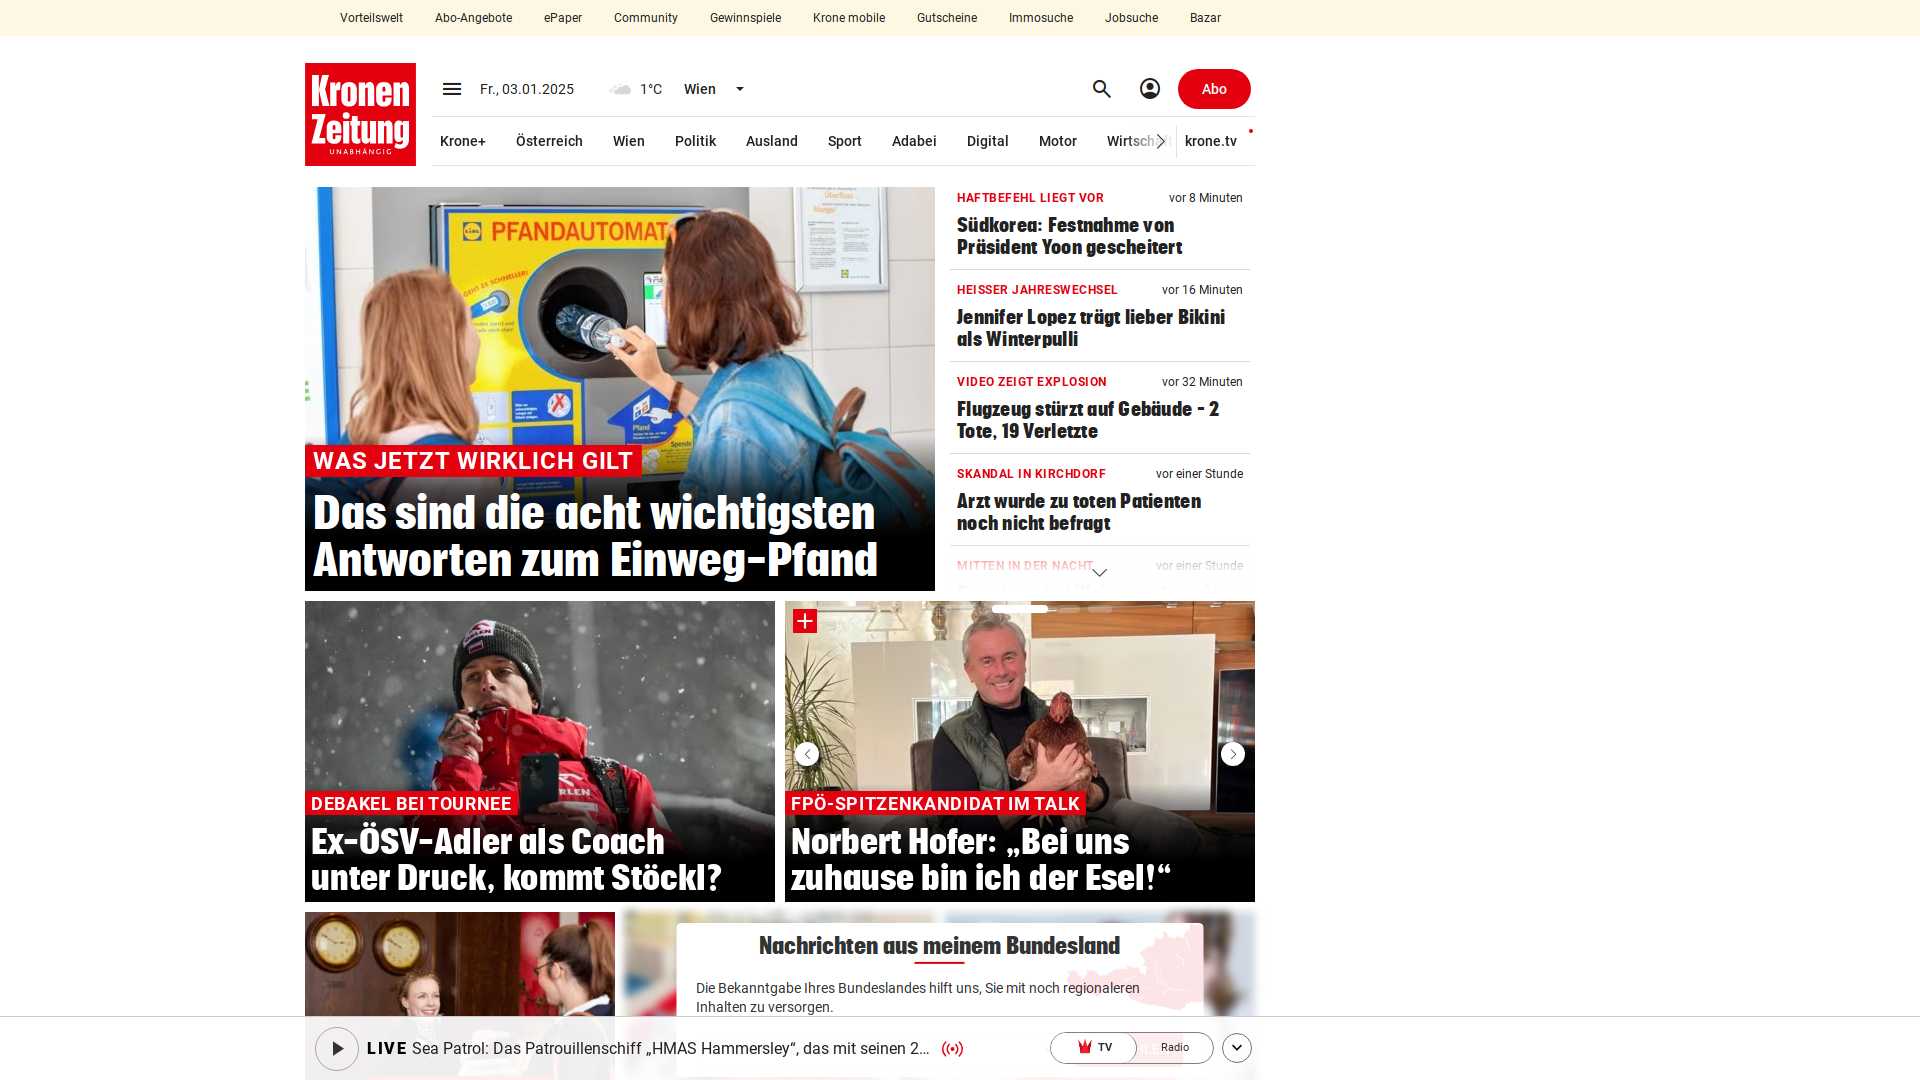 Vorteilswelt
Abo-Angebote
ePaper
Community
Gewinnspiele
Krone mobile
Gutscheine
Immosuche
Jobsuche
Bazar
Kronen
Zeitung
UNABHÄNGIG
Fr., 03.01.2025
1°C
Wien
Abo
Krone+
Österreich
Wien
Politik
Ausland
Sport
Adabei
Digital
Motor
Wirtschaft
krone.tv
PFANDAUTOMAT
WAS JETZT WIRKLICH GILT
Das sind die acht wichtigsten
Antworten zum Einweg-Pfand
HAFTBEFEHL LIEGT VOR
vor 8 Minuten
Südkorea: Festnahme von
Präsident Yoon gescheitert
HEISSER JAHRESWECHSEL
vor 16 Minuten
Jennifer Lopez trägt lieber Bikini
als Winterpulli
VIDEO ZEIGT EXPLOSION
vor 32 Minuten
Flugzeug stürzt auf Gebäude - 2
Tote, 19 Verletzte
SKANDAL IN KIRCHDORF
vor einer Stunde
Arzt wurde zu toten Patienten
noch nicht befragt
MITTEN IN DER NACHT
vor einer Stunde
DEBAKEL BEI TOURNEE
Ex-ÖSV-Adler als Coach
unter Druck, kommt Stöckl?
FPÖ-SPITZENKANDIDAT IM TALK
Norbert Hofer: „Bei uns
zuhause bin ich der Esel!“
Nachrichten aus meinem Bundesland
Die Bekanntgabe Ihres Bundeslandes hilft uns, Sie mit noch regionaleren
Inhalten zu versorgen.
LIVE Sea Patrol: Das Patrouillenschiff „HMAS Hammersley“, das mit seinen 2...
TV
Radio